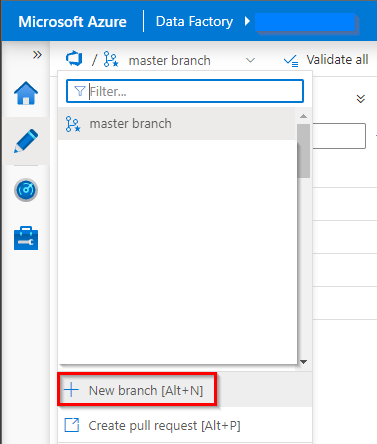 Microsoft Azure | Data Factory
» / master branch Validate all
Filter...
master branch
New branch [Alt+N]
Create pull request [Alt+P]